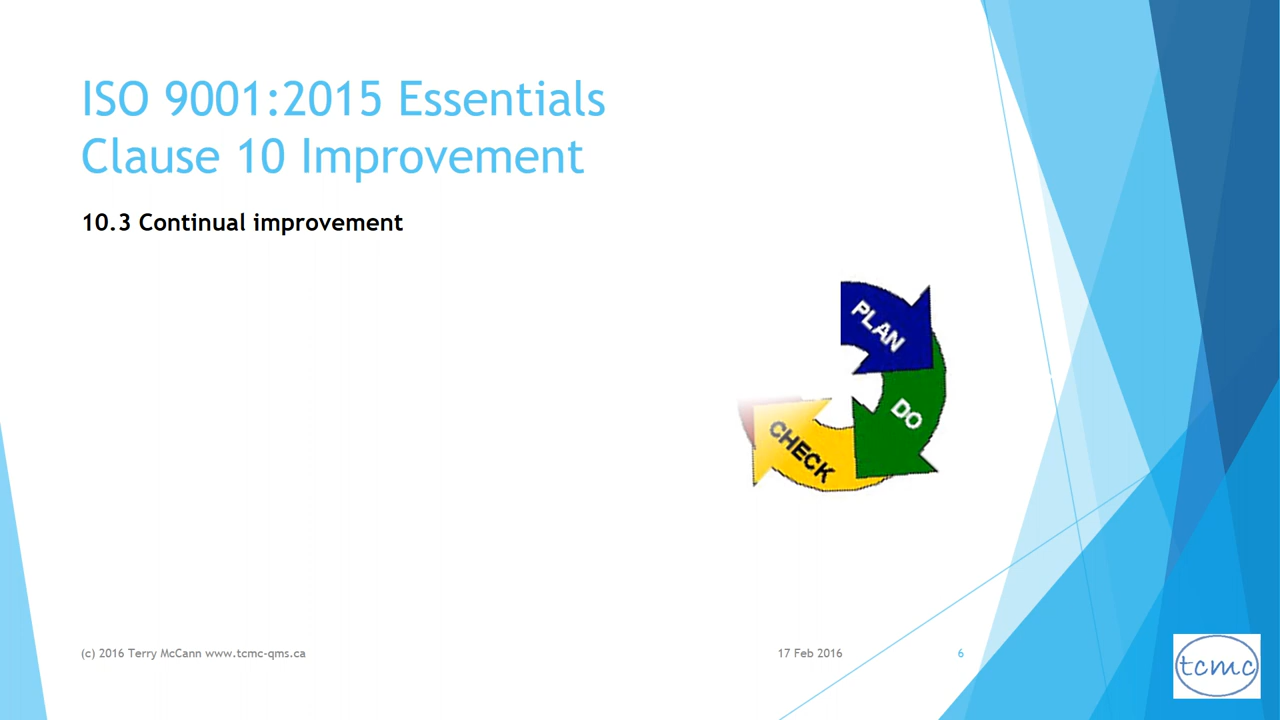 ISO 9001:2015 Essentials
Clause 10 Improvement
10.3 Continual improvement
PLAN
DO
CHECK
(c) 2016 Terry McCann www.tcmc-qms.ca
17 Feb 2016
6
tcmc